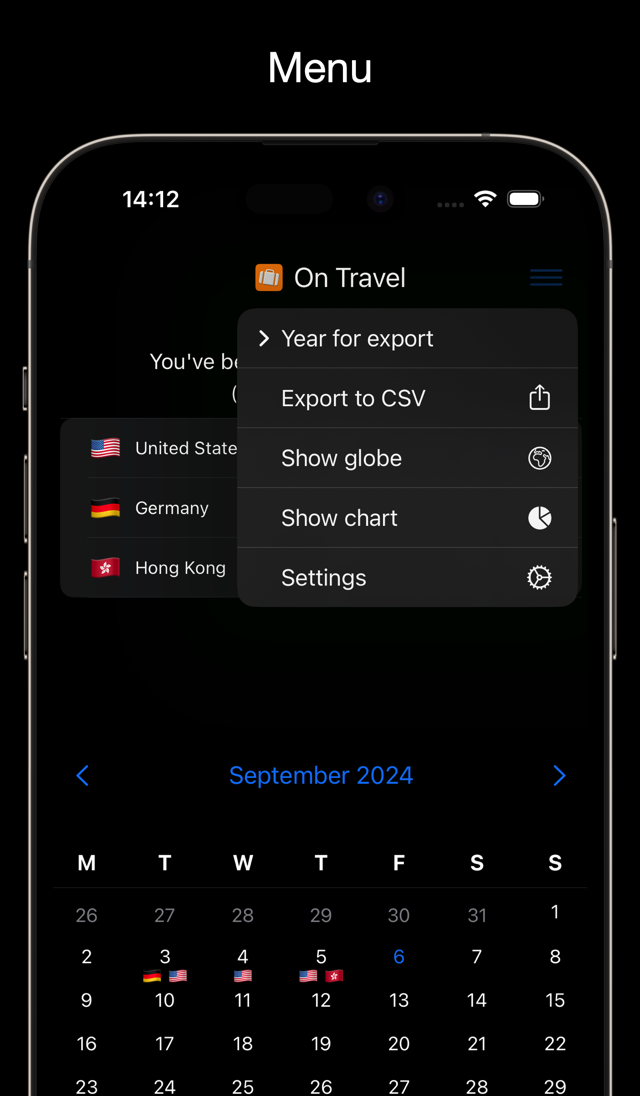 Menu
14:12
On Travel
Year for export
You've be
(
Export to CSV
United State
Show globe
Germany
Show chart
Hong Kong
Settings
September 2024
M T W T F S S
26 27 28 29 30 31 1
2 3 4 5 6 7 8
9 10 11 12 13 14 15
16 17 18 19 20 21 22
23 24 25 26 27 28 29